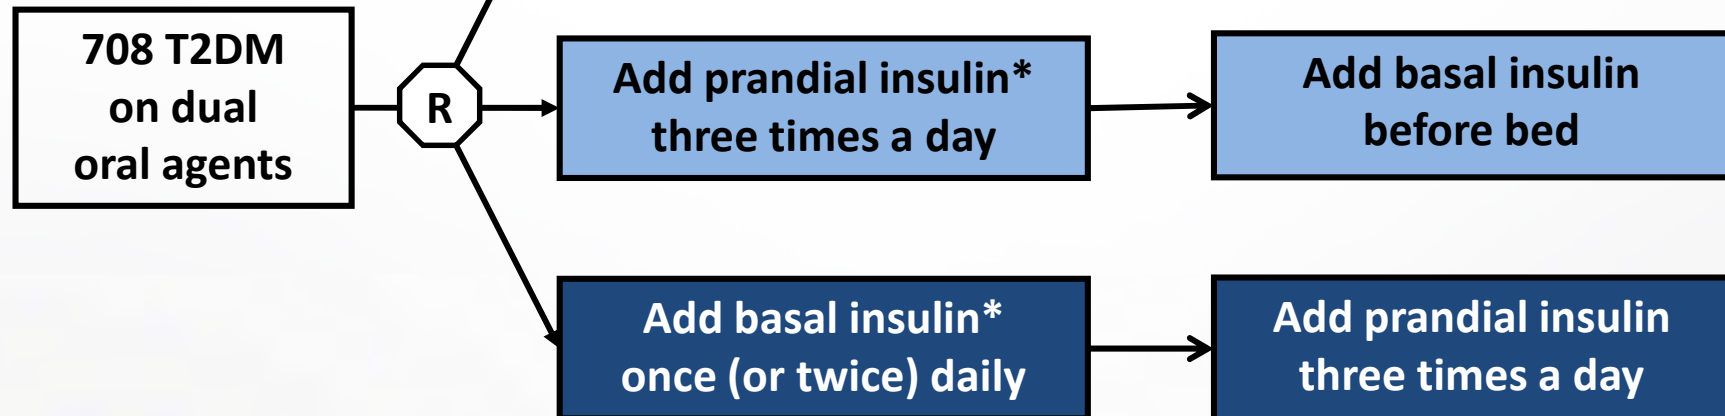 708 T2DM
on dual
oral agents
R
Add prandial insulin*
three times a day
Add basal insulin
before bed
Add basal insulin*
once (or twice) daily
Add prandial insulin
three times a day